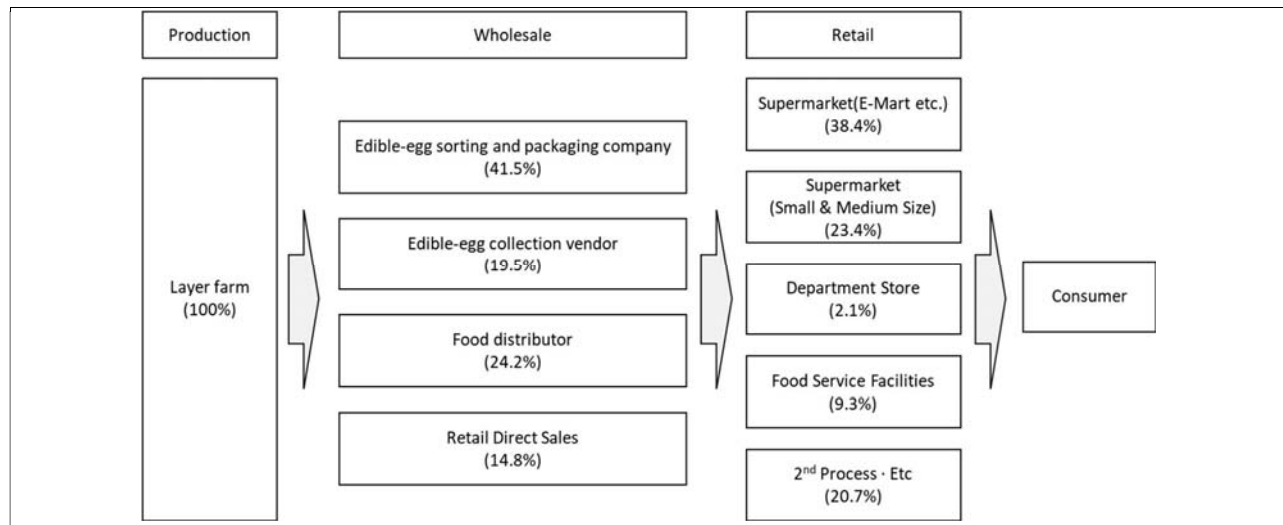 Production
Wholesale
Retail
Layer farm
(100%)
Edible-egg sorting and packaging company
(41.5%)
Edible-egg collection vendor
(19.5%)
Food distributor
(24.2%)
Retail Direct Sales
(14.8%)
Supermarket(E-Mart etc.)
(38.4%)
Supermarket
(Small & Medium Size)
(23.4%)
Department Store
(2.1%)
Food Service Facilities
(9.3%)
2nd Process · Etc
(20.7%)
Consumer